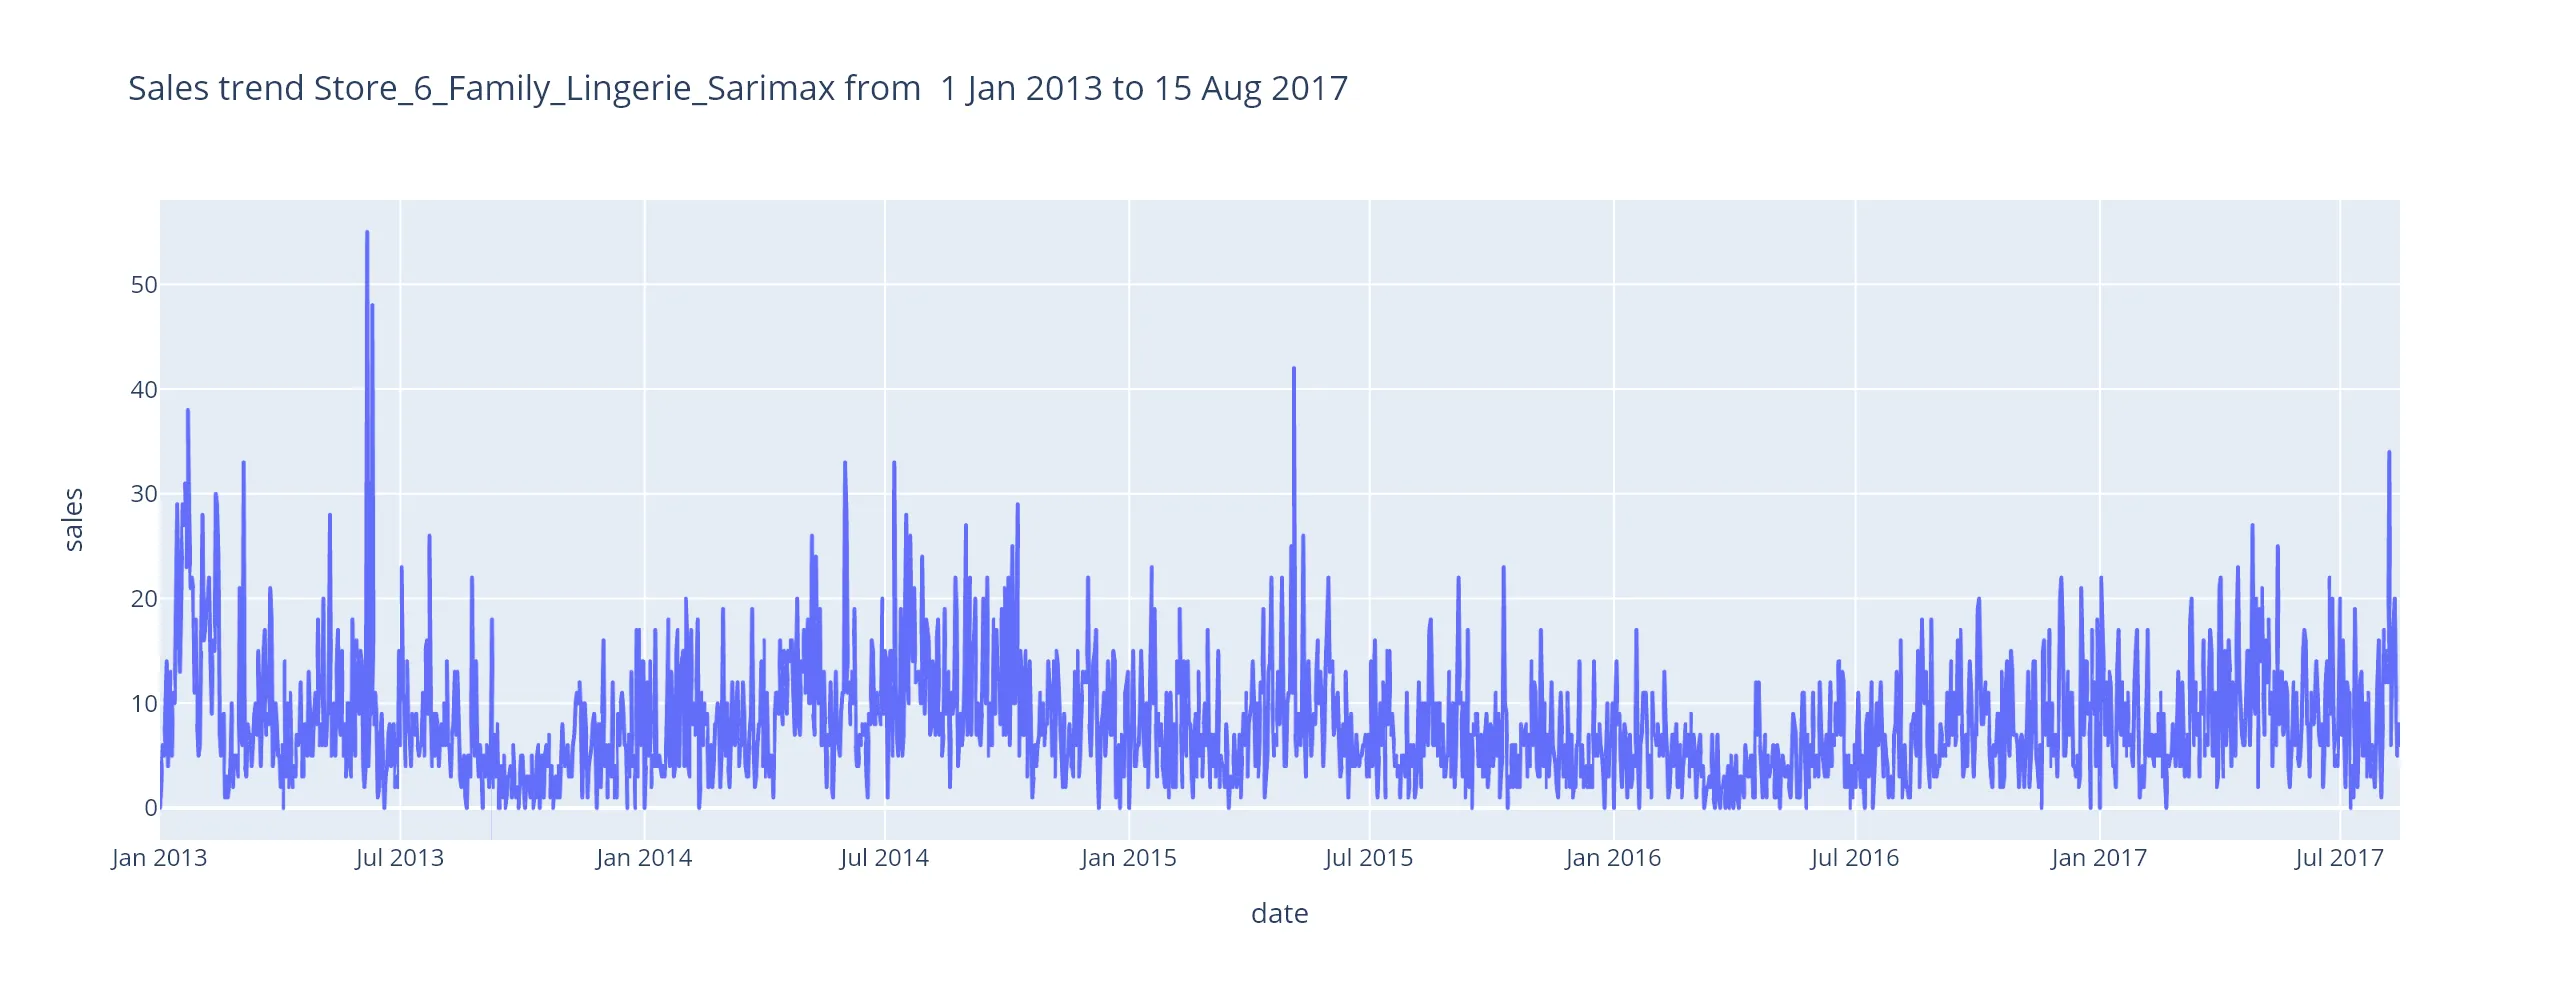 Sales trend Store_6_Family_Lingerie_Sarimax from  1 Jan 2013 to 15 Aug 2017
50
40
30
20
10
0
sales
Jan 2013 Jul 2013 Jan 2014 Jul 2014 Jan 2015 Jul 2015 Jan 2016 Jul 2016 Jan 2017 Jul 2017
date